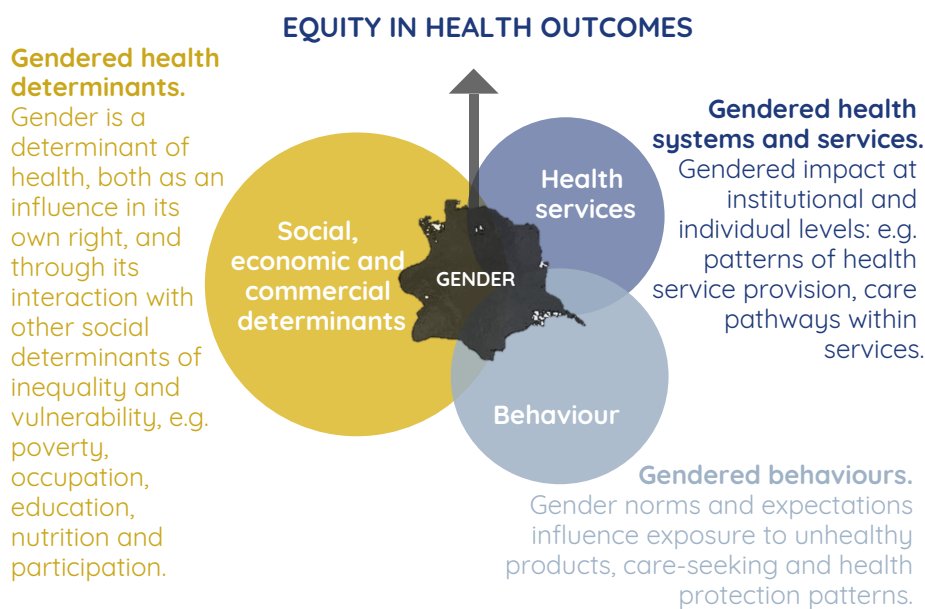 EQUITY IN HEALTH OUTCOMES
Gendered health
determinants.
Gender is a
determinant of
health, both as an
influence in its
own right, and
through its
interaction with
other social
determinants of
inequality and
vulnerability, e.g.
poverty,
occupation,
education,
nutrition and
participation.
Social,
economic and
commercial
determinants
GENDER
Health
services
Behaviour
Gendered health
systems and services.
Gendered impact at
institutional and
individual levels: e.g.
patterns of health
service provision, care
pathways within
services.
Gendered behaviours.
Gender norms and expectations
influence exposure to unhealthy
products, care-seeking and health
protection patterns.